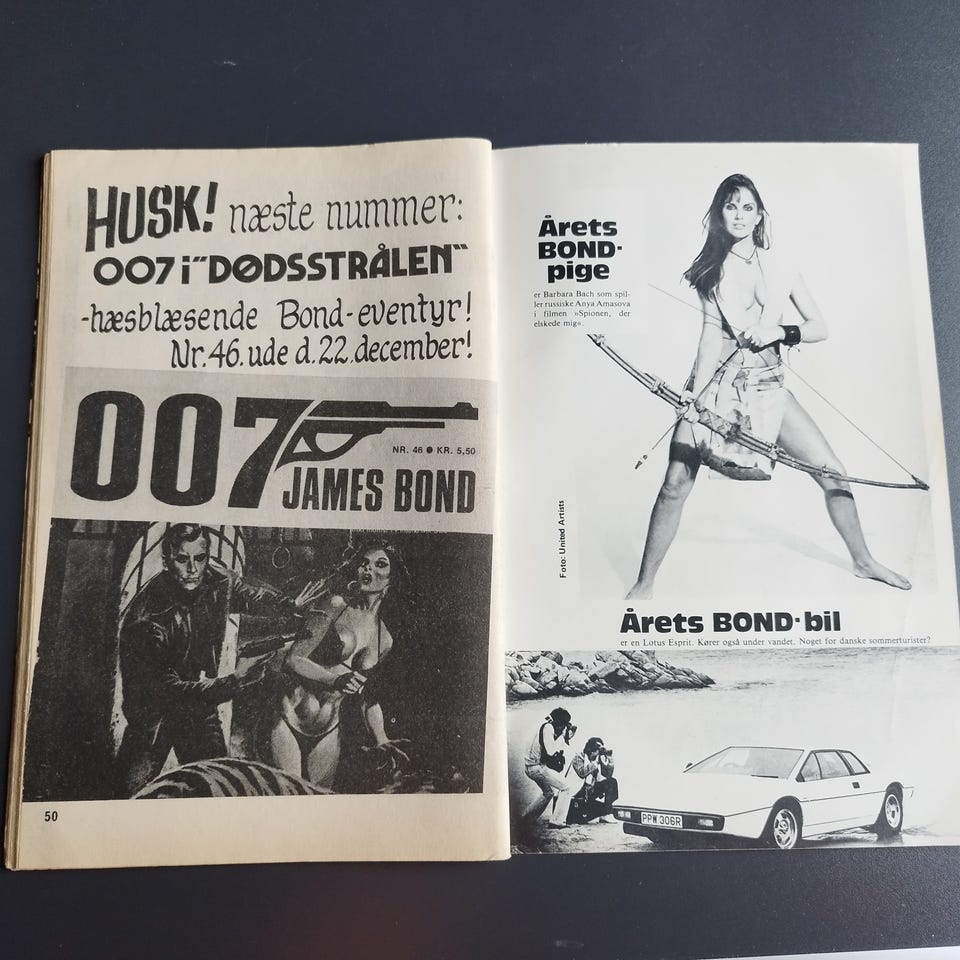 HUSK! næste nummer:
007 i "DØDSSTRÅLEN"
-hæsblæsende Bond-eventyr!
Nr. 46. ude d. 22. december!
007
NR. 46 ● KR. 5,50
JAMES BOND
50
Årets
BOND-
pige
er Barbara Bach som spil-
ler russiske Anya Amasova
i filmen »Spionen, der
elskede mig«.
Foto: United Artists
Årets BOND-bil
er en Lotus Esprit. Kører også under vandet. Noget for danske sommerturister?
PPW 306R